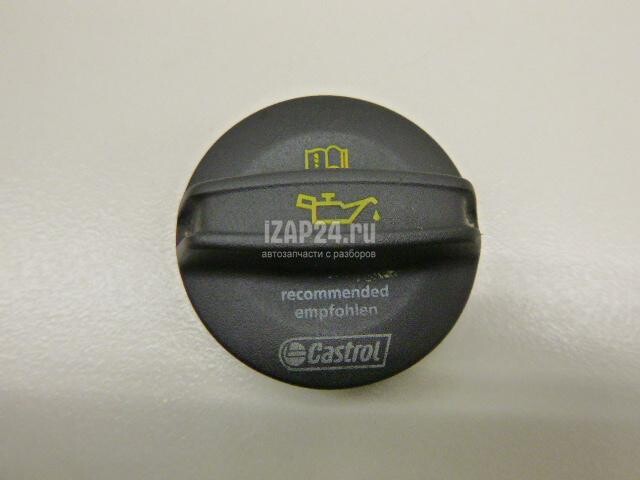 iZAP24.ru
автозапчасти с разборов
recommended
empfohlen
Castrol